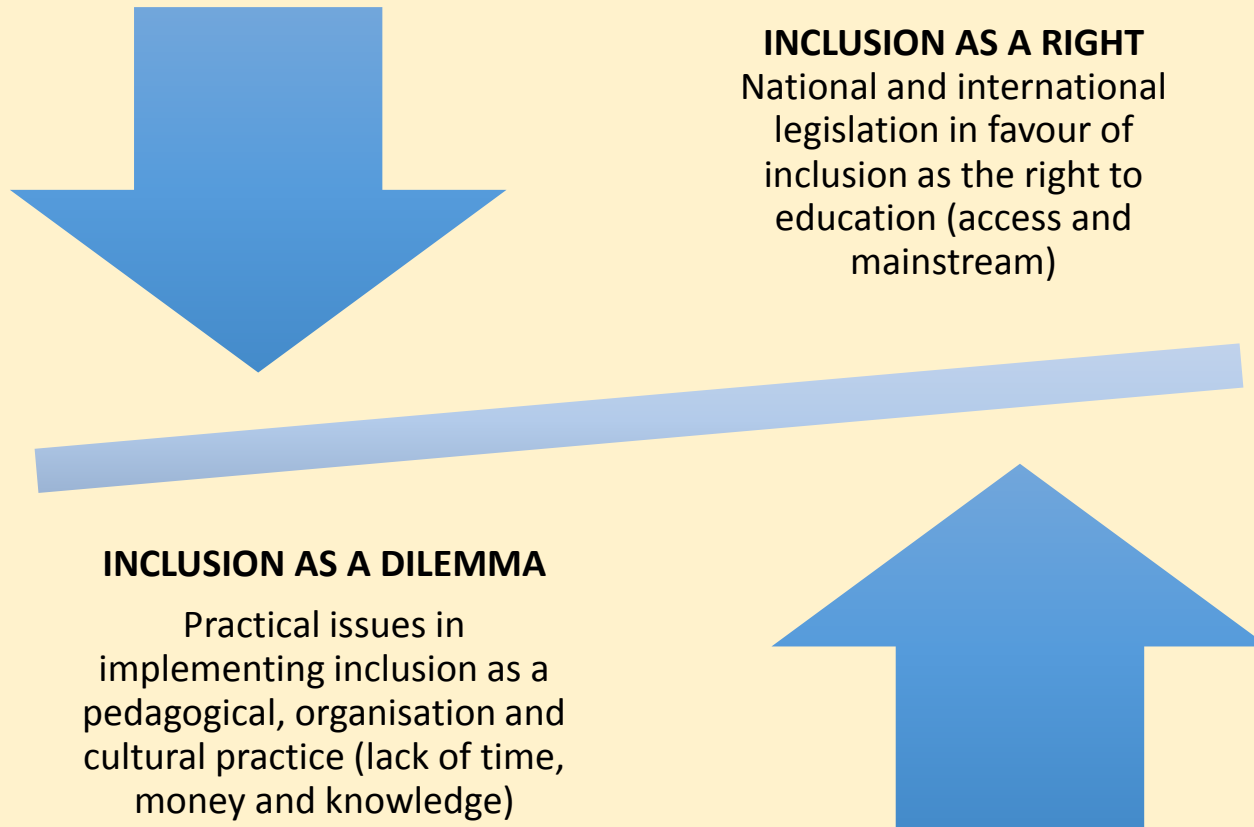 INCLUSION AS A RIGHT
National and international
legislation in favour of
inclusion as the right to
education (access and
mainstream)
INCLUSION AS A DILEMMA
Practical issues in
implementing inclusion as a
pedagogical, organisation and
cultural practice (lack of time,
money and knowledge)